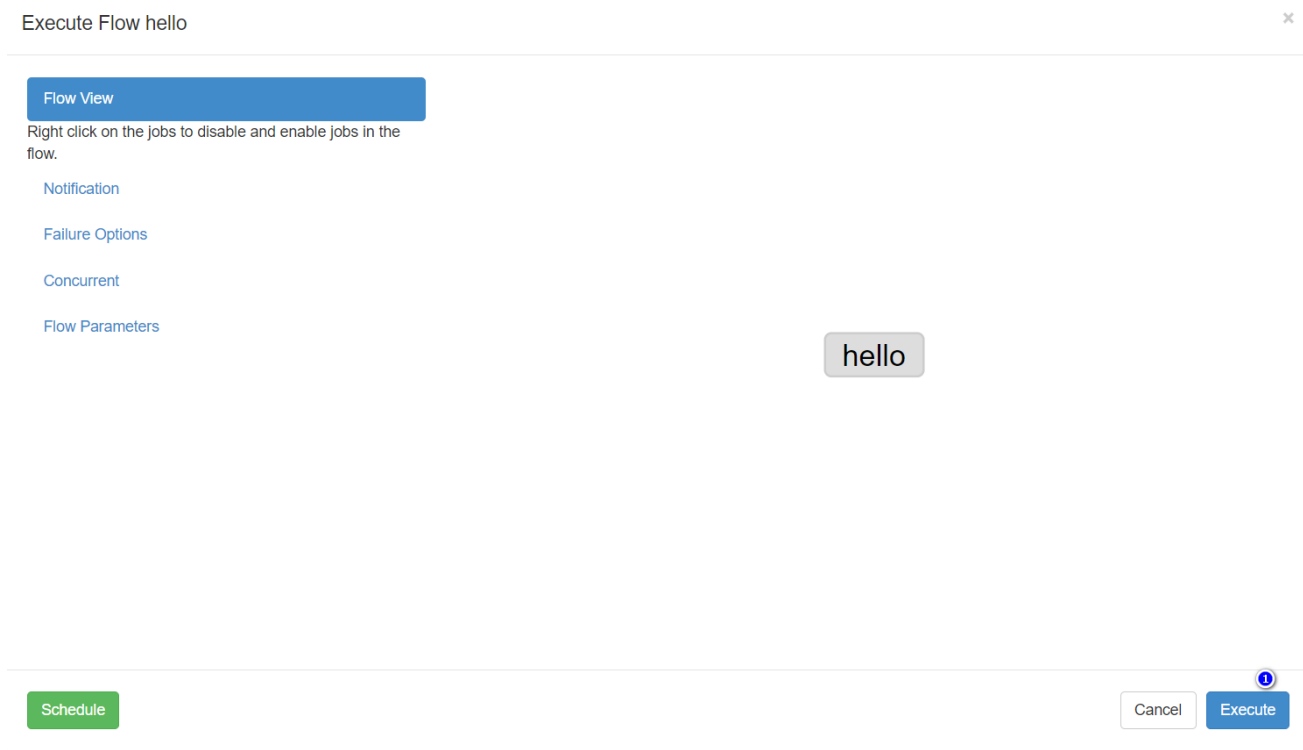 Execute Flow hello
×
Flow View
Right click on the jobs to disable and enable jobs in the
flow.
Notification
Failure Options
Concurrent
Flow Parameters
hello
1
Schedule
Cancel
Execute